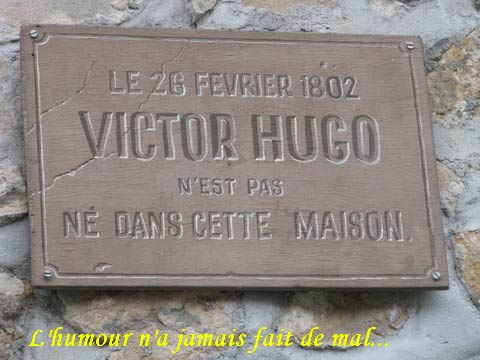 LE 26 FEVRIER 1802
VICTOR HUGO
N'EST PAS
NÉ DANS CETTE MAISON.
L'humour n'a jamais fait de mal...